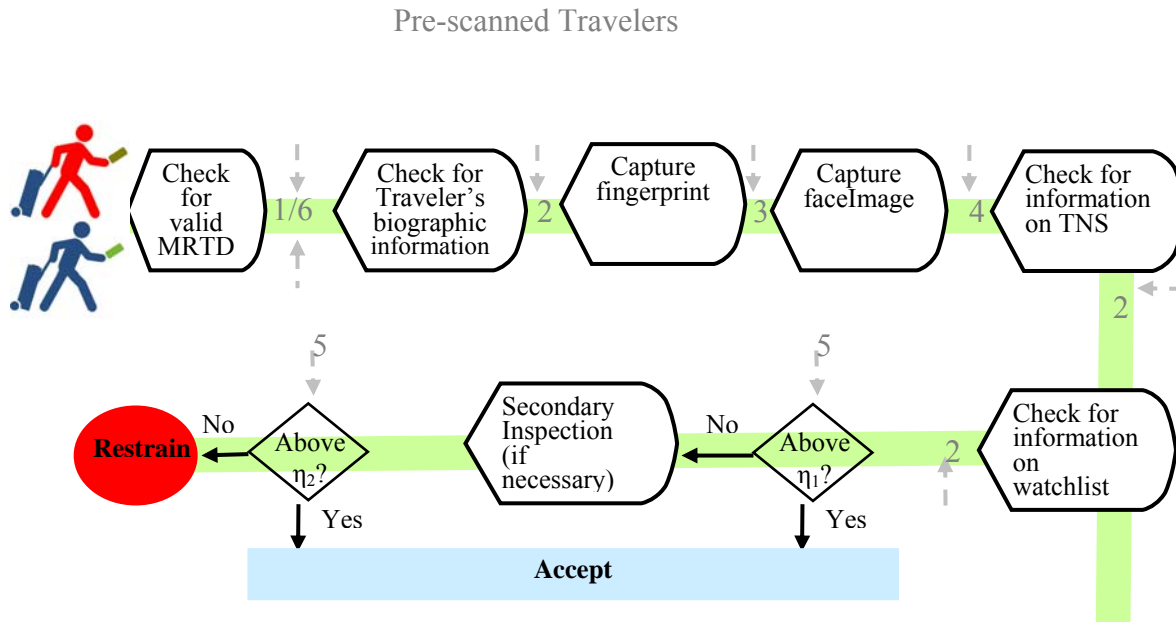 Pre-scanned Travelers
Check
for
valid
MRTD
1/6
Check for
Traveler's
biographic
information
2
Capture
fingerprint
3
Capture
faceImage
4
Check for
information
on TNS
2
Check for
information
on
watchlist
2
5
Above
η1?
No
Yes
Secondary
Inspection
(if
necessary)
5
Above
η2?
No
Yes
Restrain
Accept